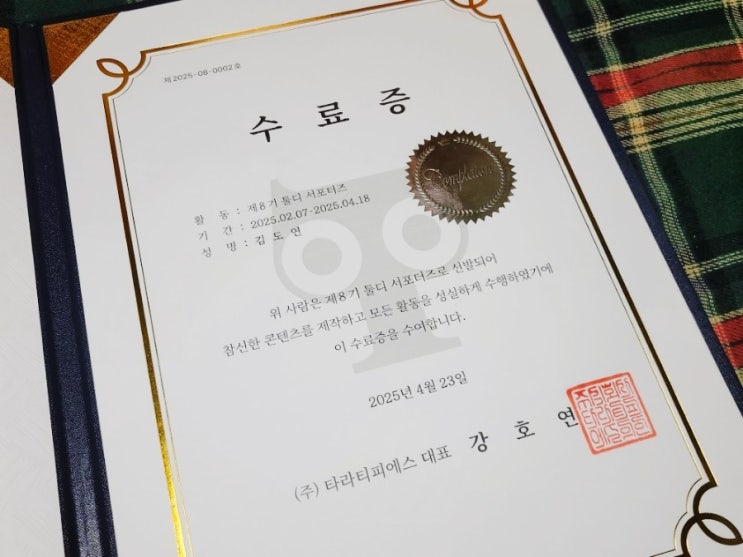 제2025-08-0002호
수 료 증
Completion
활 동 : 제8기 툴디 서포터즈
기 간 : 2025.02.07-2025.04.18
성 명 : 김 도 연
위 사람은 제8기 툴디 서포터즈로 선발되어
참신한 콘텐츠를 제작하고 모든 활동을 성실하게 수행하였기에
이 수료증을 수여합니다.
2025년 4월 23일
(주) 타라티피에스 대표 강 호 연